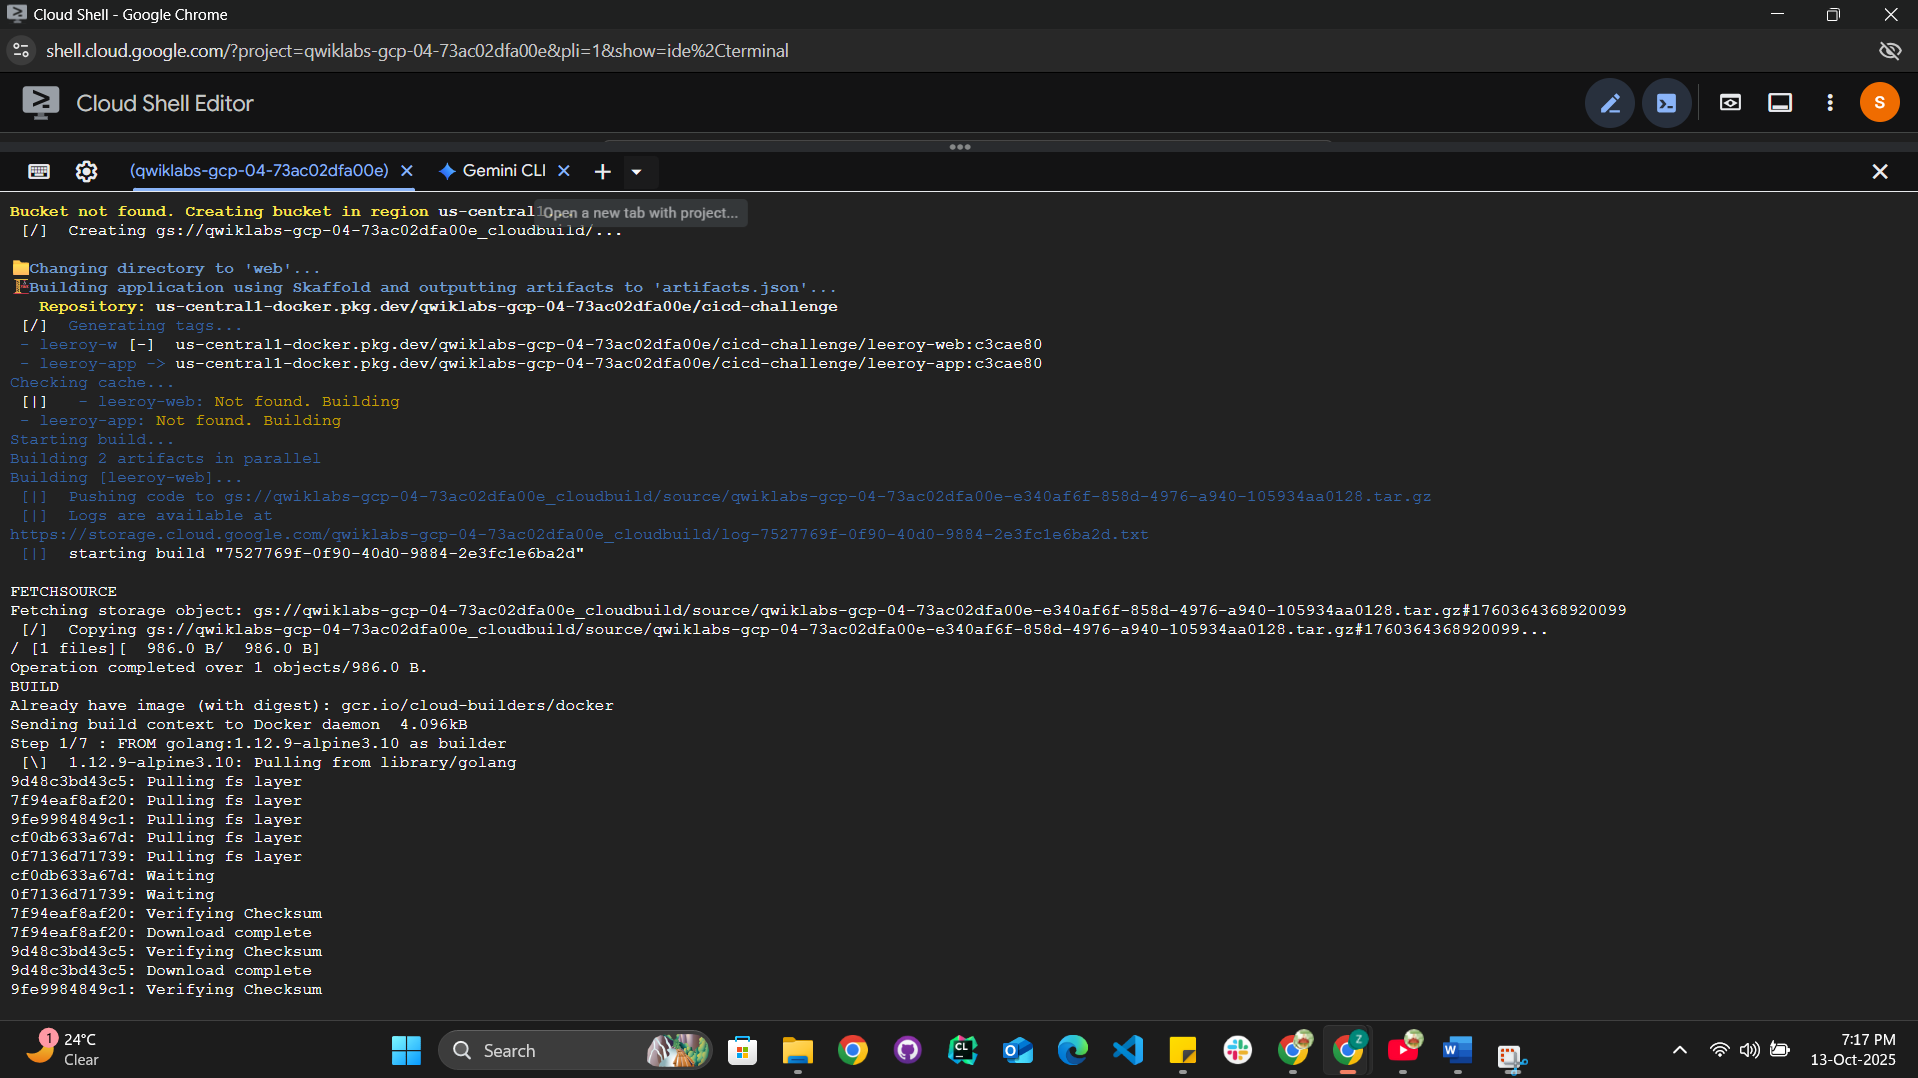 Cloud Shell - Google Chrome
shell.cloud.google.com/?project=qwiklabs-gcp-04-73ac02dfa00e&pli=1&show=ide%2Cterminal
Cloud Shell Editor
S
(qwiklabs-gcp-04-73ac02dfa00e) Gemini CLI
Open a new tab with project...
Bucket not found. Creating bucket in region us-central1
[/] Creating gs://qwiklabs-gcp-04-73ac02dfa00e_cloudbuild/...
Changing directory to 'web'...
Building application using Skaffold and outputting artifacts to 'artifacts.json'...
Repository: us-central1-docker.pkg.dev/qwiklabs-gcp-04-73ac02dfa00e/cicd-challenge
[/] Generating tags...
- leeroy-w [-] us-central1-docker.pkg.dev/qwiklabs-gcp-04-73ac02dfa00e/cicd-challenge/leeroy-web:c3cae80
- leeroy-app -> us-central1-docker.pkg.dev/qwiklabs-gcp-04-73ac02dfa00e/cicd-challenge/leeroy-app:c3cae80
Checking cache...
[|] - leeroy-web: Not found. Building
- leeroy-app: Not found. Building
Starting build...
Building 2 artifacts in parallel
Building [leeroy-web]...
[|] Pushing code to gs://qwiklabs-gcp-04-73ac02dfa00e_cloudbuild/source/qwiklabs-gcp-04-73ac02dfa00e-e340af6f-858d-4976-a940-105934aa0128.tar.gz
[|] Logs are available at
https://storage.cloud.google.com/qwiklabs-gcp-04-73ac02dfa00e_cloudbuild/log-7527769f-0f90-40d0-9884-2e3fc1e6ba2d.txt
[|] starting build "7527769f-0f90-40d0-9884-2e3fc1e6ba2d"
FETCHSOURCE
Fetching storage object: gs://qwiklabs-gcp-04-73ac02dfa00e_cloudbuild/source/qwiklabs-gcp-04-73ac02dfa00e-e340af6f-858d-4976-a940-105934aa0128.tar.gz#1760364368920099
[/] Copying gs://qwiklabs-gcp-04-73ac02dfa00e_cloudbuild/source/qwiklabs-gcp-04-73ac02dfa00e-e340af6f-858d-4976-a940-105934aa0128.tar.gz#1760364368920099...
/ [1 files][  986.0 B/  986.0 B]
Operation completed over 1 objects/986.0 B.
BUILD
Already have image (with digest): gcr.io/cloud-builders/docker
Sending build context to Docker daemon  4.096kB
Step 1/7 : FROM golang:1.12.9-alpine3.10 as builder
[\] 1.12.9-alpine3.10: Pulling from library/golang
9d48c3bd43c5: Pulling fs layer
7f94eaf8af20: Pulling fs layer
9fe9984849c1: Pulling fs layer
cf0db633a67d: Pulling fs layer
0f7136d71739: Pulling fs layer
cf0db633a67d: Waiting
0f7136d71739: Waiting
7f94eaf8af20: Verifying Checksum
7f94eaf8af20: Download complete
9d48c3bd43c5: Verifying Checksum
9d48c3bd43c5: Download complete
9fe9984849c1: Verifying Checksum
1
24°C
Clear
Search
7:17 PM
13-Oct-2025